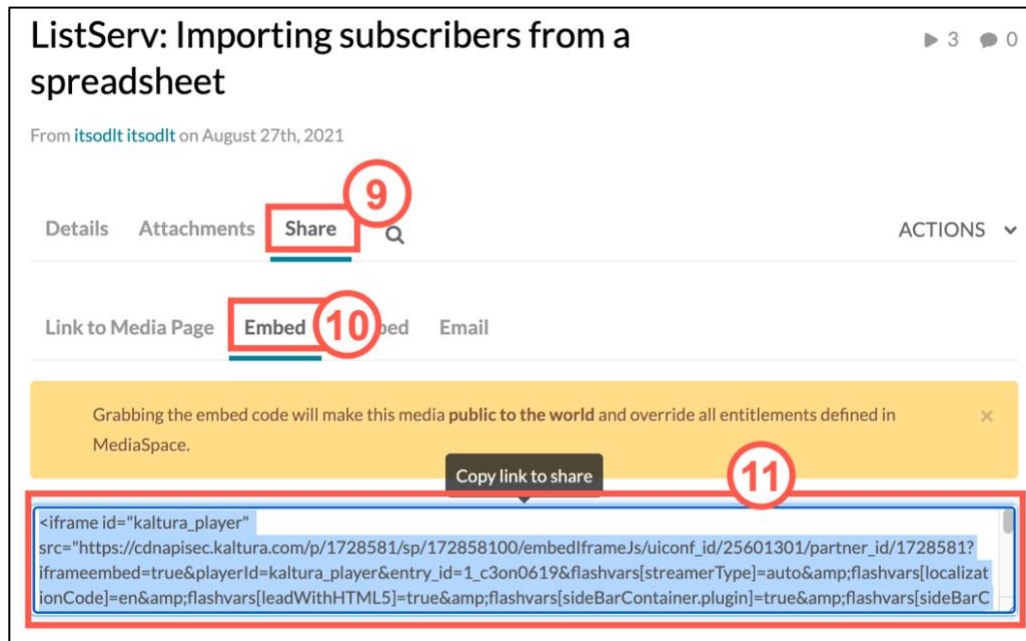 ListServ: Importing subscribers from a
3 0
spreadsheet
From itsodlt itsodlt on August 27th, 2021
9
Details Attachments Share ACTIONS
Link to Media Page Embed 10 bed Email
Grabbing the embed code will make this media public to the world and override all entitlements defined in ×
MediaSpace.
Copy link to share
11
<iframe id="kaltura_player"
src="https://cdnapisec.kaltura.com/p/1728581/sp/172858100/embedIframeJs/uiconf_id/25601301/partner_id/1728581?
iframeembed=true&playerId=kaltura_player&entry_id=1_c3on0619&flashvars[streamerType]=auto&amp;flashvars[localizat
ionCode]=en&amp;flashvars[leadWithHTML5]=true&amp;flashvars[sideBarContainer.plugin]=true&amp;flashvars[sideBarC